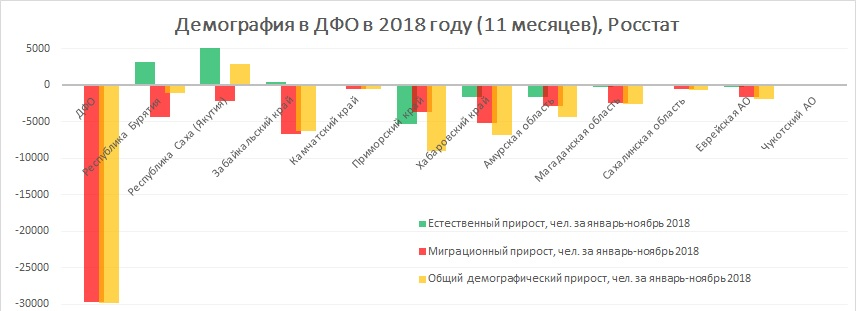 Демография в ДФО в 2018 году (11 месяцев), Росстат
5000
0
-5000
-10000
-15000
-20000
-25000
-30000
ДФО
Республика Бурятия
Республика Саха (Якутия)
Забайкальский край
Камчатский край
Приморский край
Хабаровский край
Амурская область
Магаданская область
Сахалинская область
Еврейская АО
Чукотский АО
Естественный прирост, чел. за январь-ноябрь 2018
Миграционный прирост, чел. за январь-ноябрь 2018
Общий демографический прирост, чел. за январь-ноябрь 2018